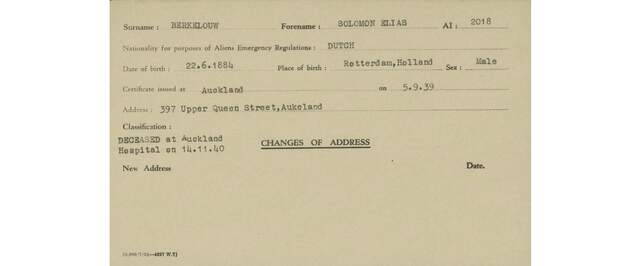 Surname: BERKELOUW Forename: SOLOMON ELIAS AI: 2018
Nationality for purposes of Aliens Emergency Regulations: DUTCH
Date of birth: 22.6.1884 Place of birth: Rotterdam,Holland Sex: Male
Certificate issued at Auckland on 5.9.39
Address: 397 Upper Queen Street,Aukcland
Classification:
DECEASED at Auckland
Hospital on 14.11.40
CHANGES OF ADDRESS
New Address Date.